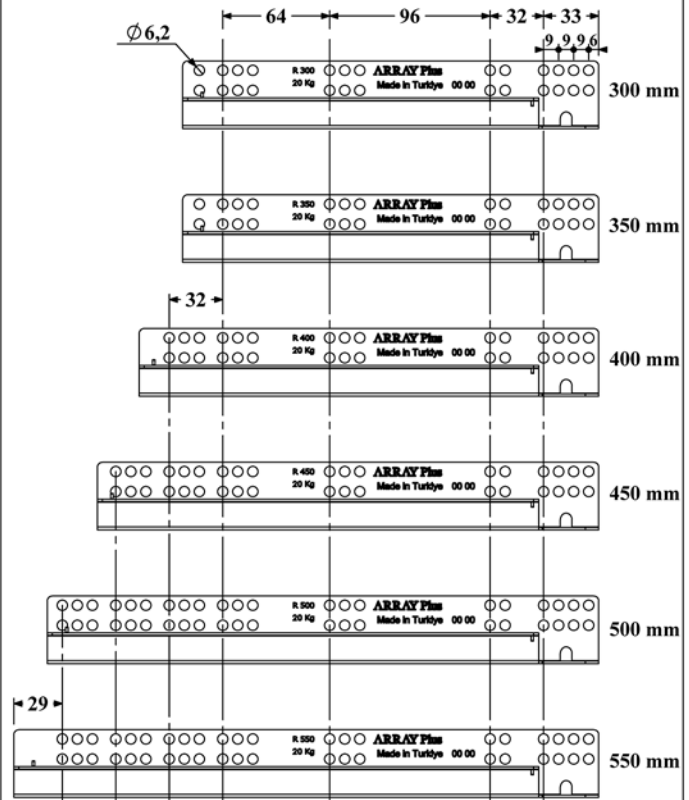 64 96 32 33
Ø6,2 9 9 9 6
R 300 ARRAY Plus
20 Kg Made in Turkiye 00 00
300 mm
R 350 ARRAY Plus
20 Kg Made in Turkiye 00 00
350 mm
32
R 400 ARRAY Plus
20 Kg Made in Turkiye 00 00
400 mm
R 450 ARRAY Plus
20 Kg Made in Turkiye 00 00
450 mm
R 500 ARRAY Plus
20 Kg Made in Turkiye 00 00
500 mm
29
R 550 ARRAY Plus
20 Kg Made in Turkiye 00 00
550 mm